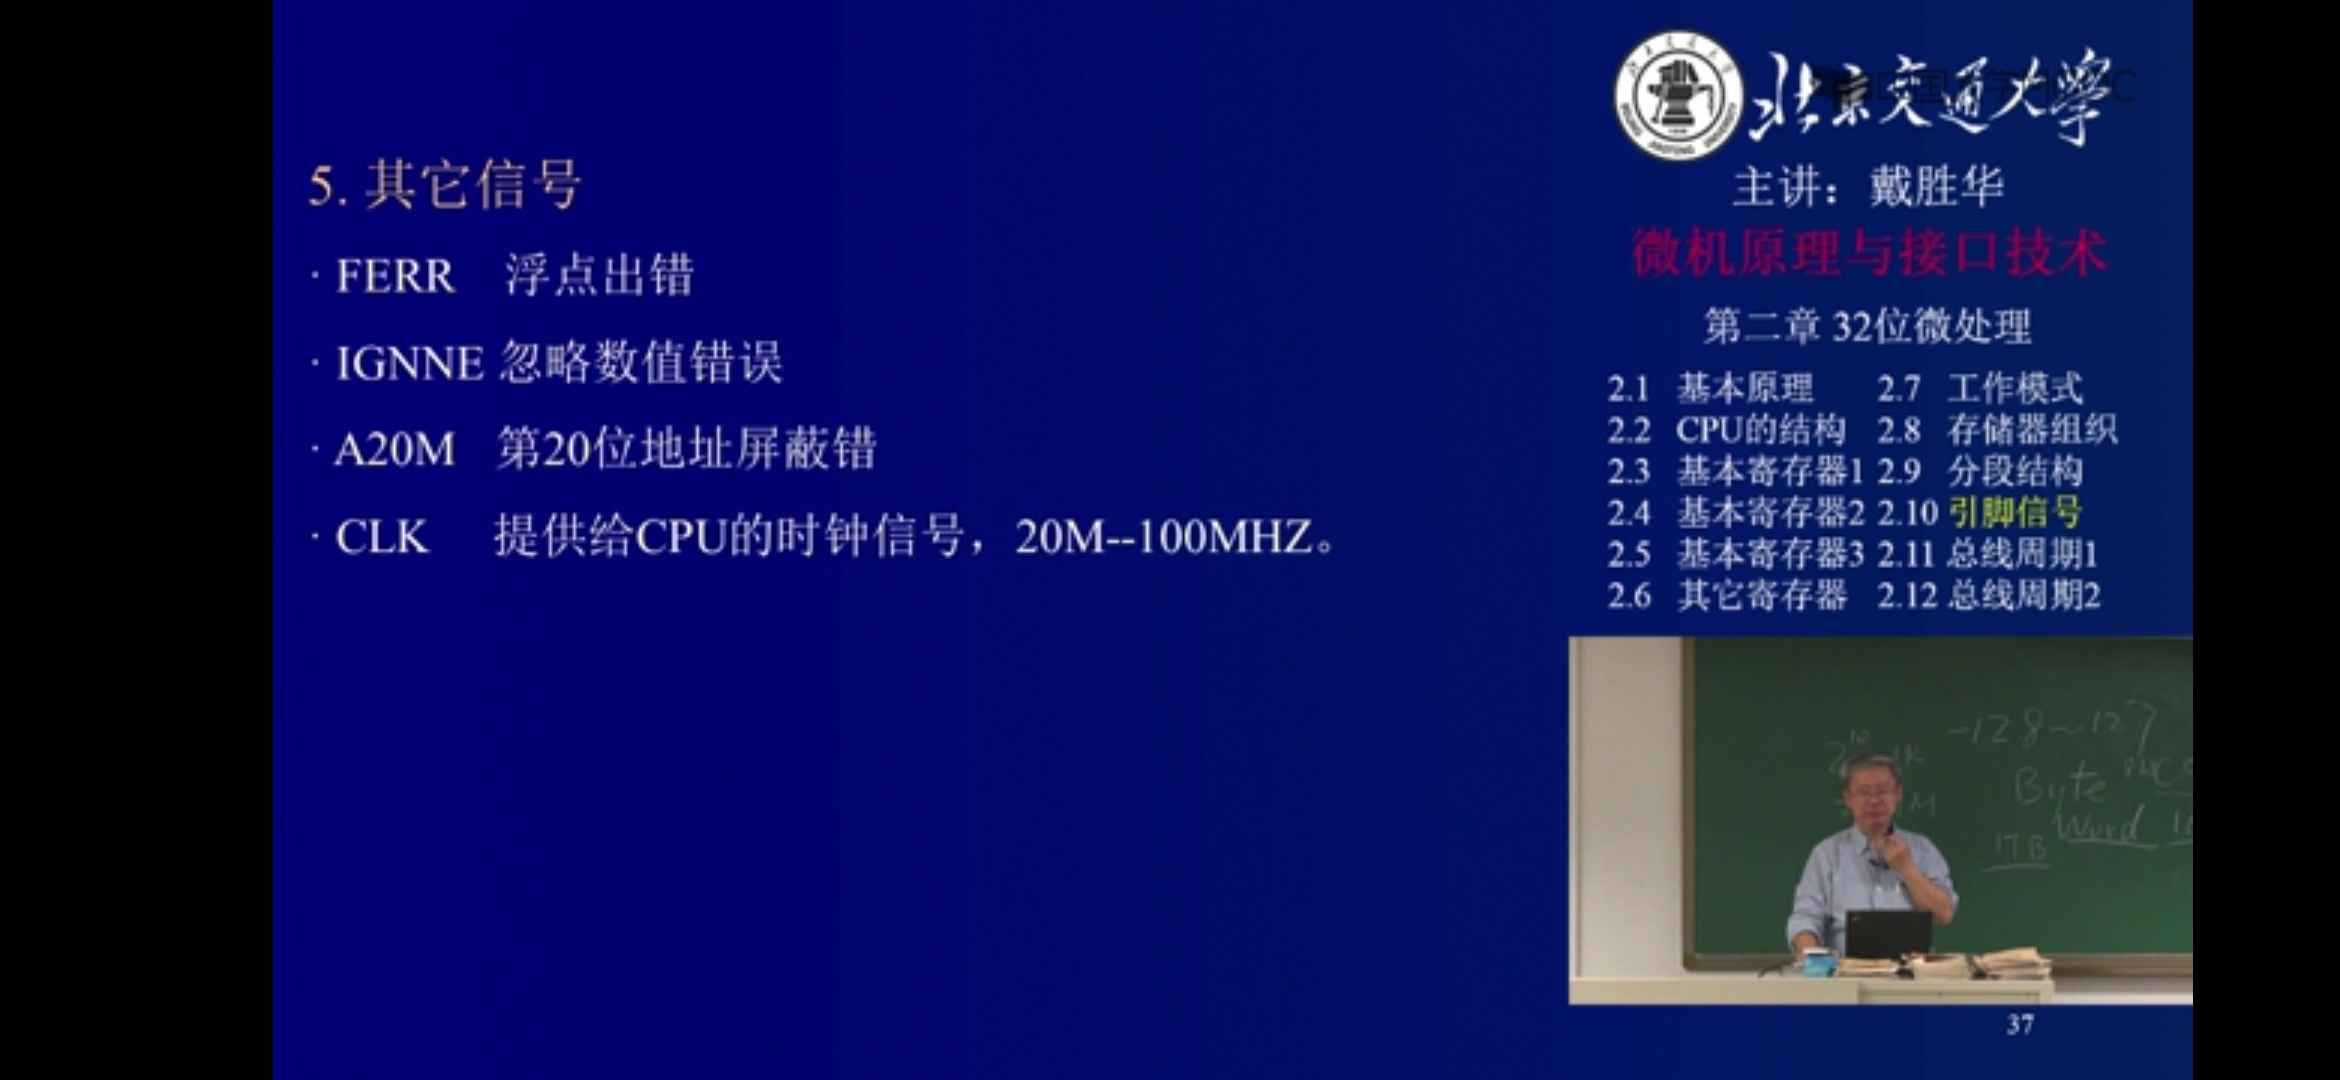 5. 其它信号
· FERR 浮点出错
· IGNNE 忽略数值错误
· A20M 第20位地址屏蔽错
· CLK 提供给CPU的时钟信号，20M--100MHZ。
北京交通大學
主讲：戴胜华
微机原理与接口技术
第二章 32位微处理
2.1 基本原理 2.7 工作模式
2.2 CPU的结构 2.8 存储器组织
2.3 基本寄存器1 2.9 分段结构
2.4 基本寄存器2 2.10 引脚信号
2.5 基本寄存器3 2.11 总线周期1
2.6 其它寄存器 2.12 总线周期2
-128~127
Byte
Word
1TB
37